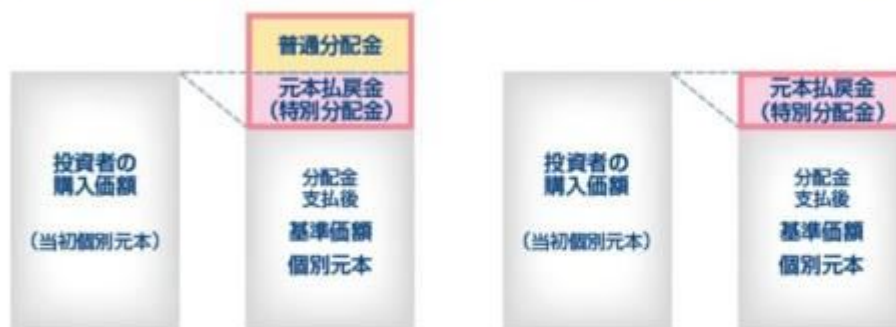 普通分配金
元本払戻金
(特別分配金)
投資者の
購入価額
(当初個別元本)
分配金
支払後
基準価額
個別元本
元本払戻金
(特別分配金)
投資者の
購入価額
(当初個別元本)
分配金
支払後
基準価額
個別元本